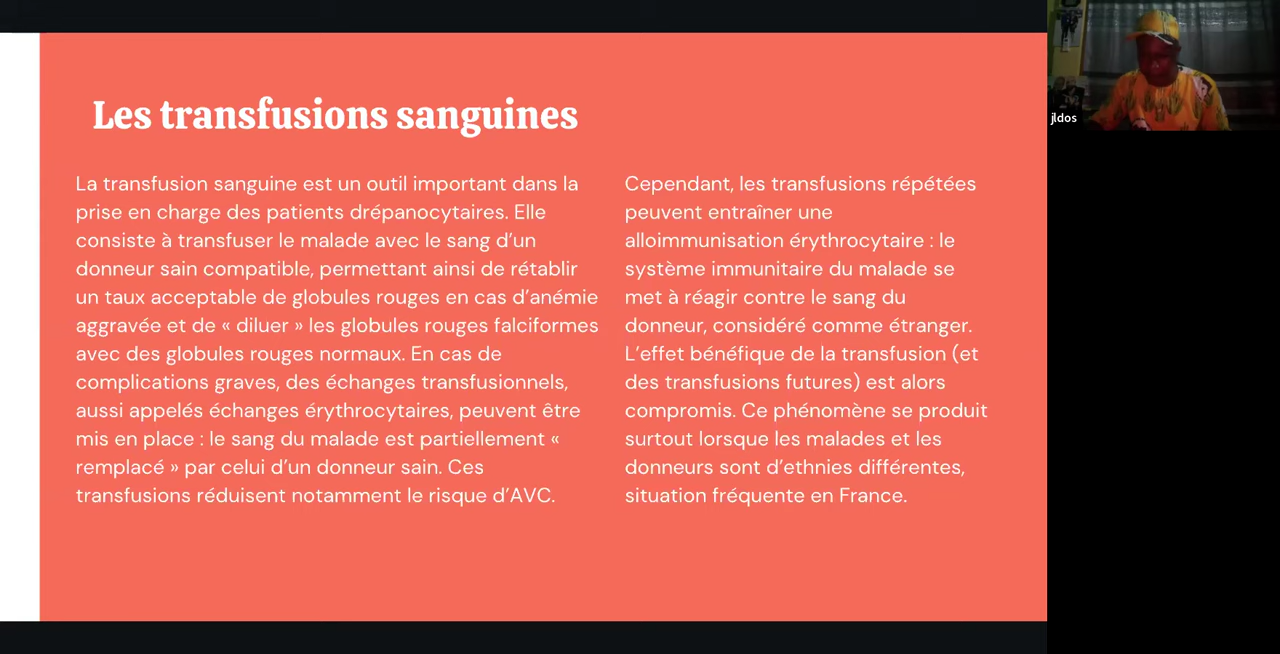 Les transfusions sanguines
La transfusion sanguine est un outil important dans la
prise en charge des patients drépanocytaires. Elle
consiste à transfuser le malade avec le sang d’un
donneur sain compatible, permettant ainsi de rétablir
un taux acceptable de globules rouges en cas d’anémie
aggravée et de « diluer » les globules rouges falciformes
avec des globules rouges normaux. En cas de
complications graves, des échanges transfusionnels,
aussi appelés échanges érythrocytaires, peuvent être
mis en place : le sang du malade est partiellement «
remplacé » par celui d’un donneur sain. Ces
transfusions réduisent notamment le risque d’AVC.
Cependant, les transfusions répétées
peuvent entraîner une
alloimmunisation érythrocytaire : le
système immunitaire du malade se
met à réagir contre le sang du
donneur, considéré comme étranger.
L’effet bénéfique de la transfusion (et
des transfusions futures) est alors
compromis. Ce phénomène se produit
surtout lorsque les malades et les
donneurs sont d’ethnies différentes,
situation fréquente en France.
jldos